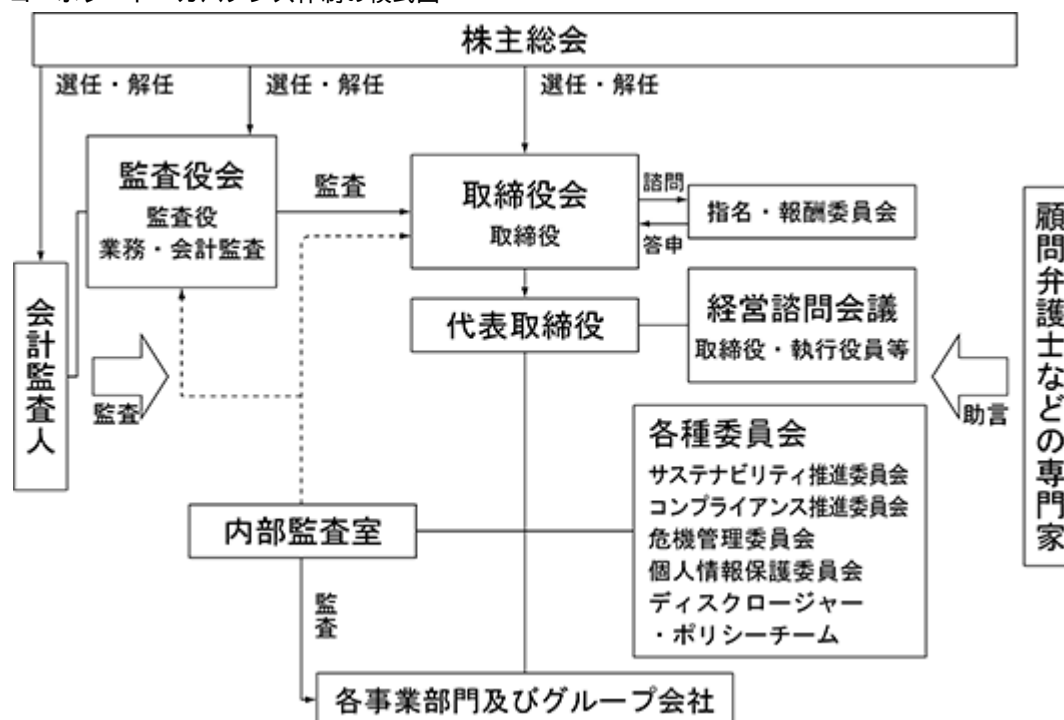 株主総会
選任・解任
選任・解任
選任・解任
監査役会
監査役
業務・会計監査
監査
取締役会
取締役
諮問
答申
指名・報酬委員会
顧問弁護士などの専門家
会計監査人
監査
代表取締役
経営諮問会議
取締役・執行役員等
助言
各種委員会
サステナビリティ推進委員会
コンプライアンス推進委員会
危機管理委員会
個人情報保護委員会
ディスクロージャー
・ポリシーチーム
内部監査室
監査
各事業部門及びグループ会社